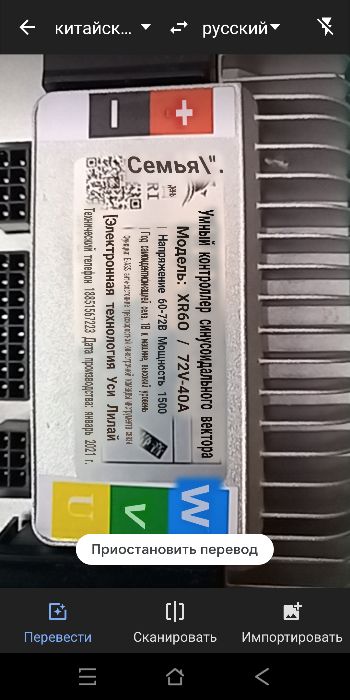 китайск...
русский
Семья/".
RI
Умный контроллер синусоидального вектора
Модель: XR60 / 72V-40A
Напряжение 60-72В Мощность 1500
[Электронная технология Уси Лилай
Технический телефон 18851567223 Дата производства январь 2021 г.
− +
U V W
Приостановить перевод
Перевести
Сканировать
Импортировать